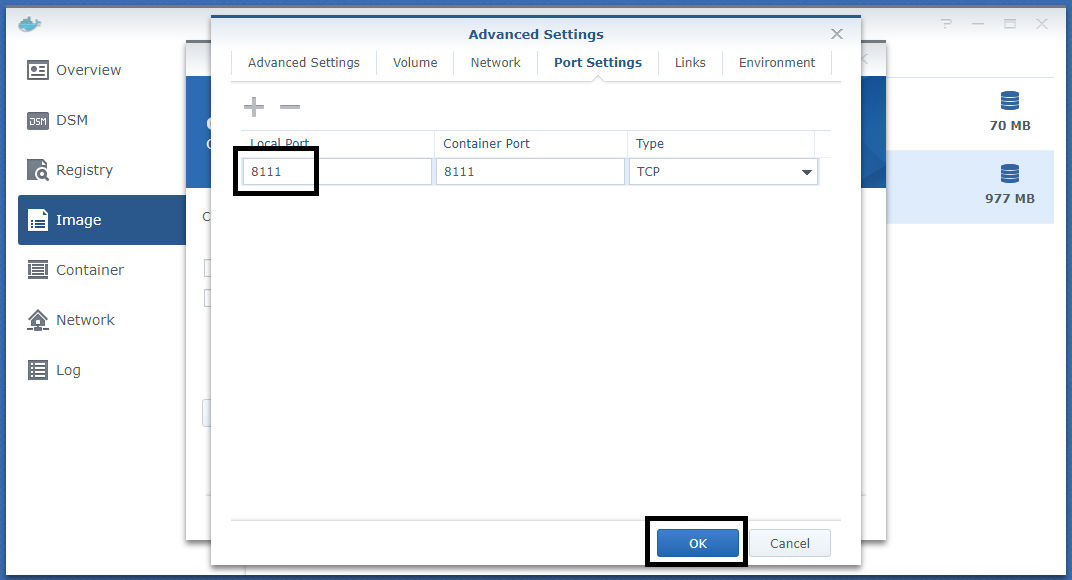 Advanced Settings
Advanced Settings Volume Network Port Settings Links Environment
Overview
DSM DSM
Registry
Image
Container
Network
Log
70 MB
977 MB
Local Port Container Port Type
8111 8111 TCP
OK Cancel